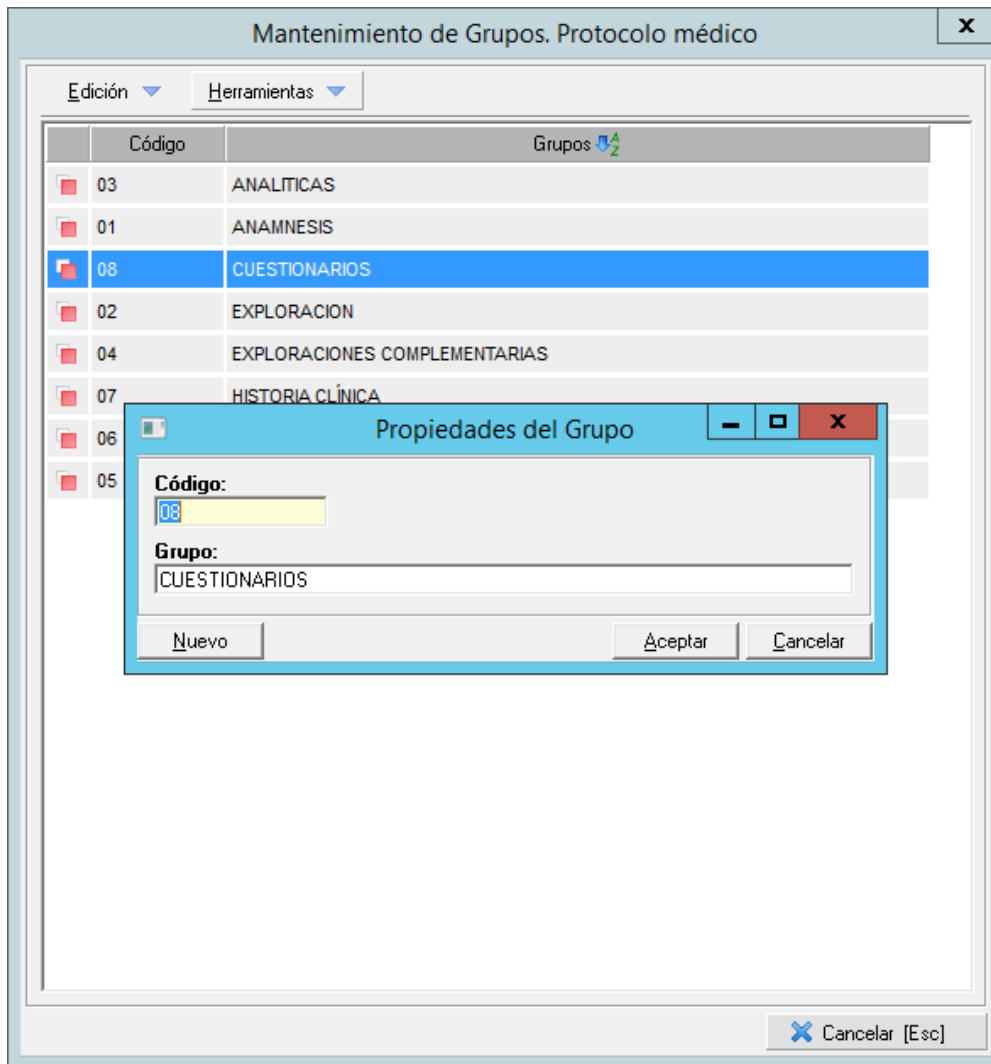 Mantenimiento de Grupos. Protocolo médico
x
Edición
Herramientas
Código Grupos
03 ANALITICAS
01 ANAMNESIS
08 CUESTIONARIOS
02 EXPLORACION
04 EXPLORACIONES COMPLEMENTARIAS
07 HISTORIA CLÍNICA
06
05
Propiedades del Grupo
x
Código:
08
Grupo:
CUESTIONARIOS
Nuevo Aceptar Cancelar
Cancelar [Esc]